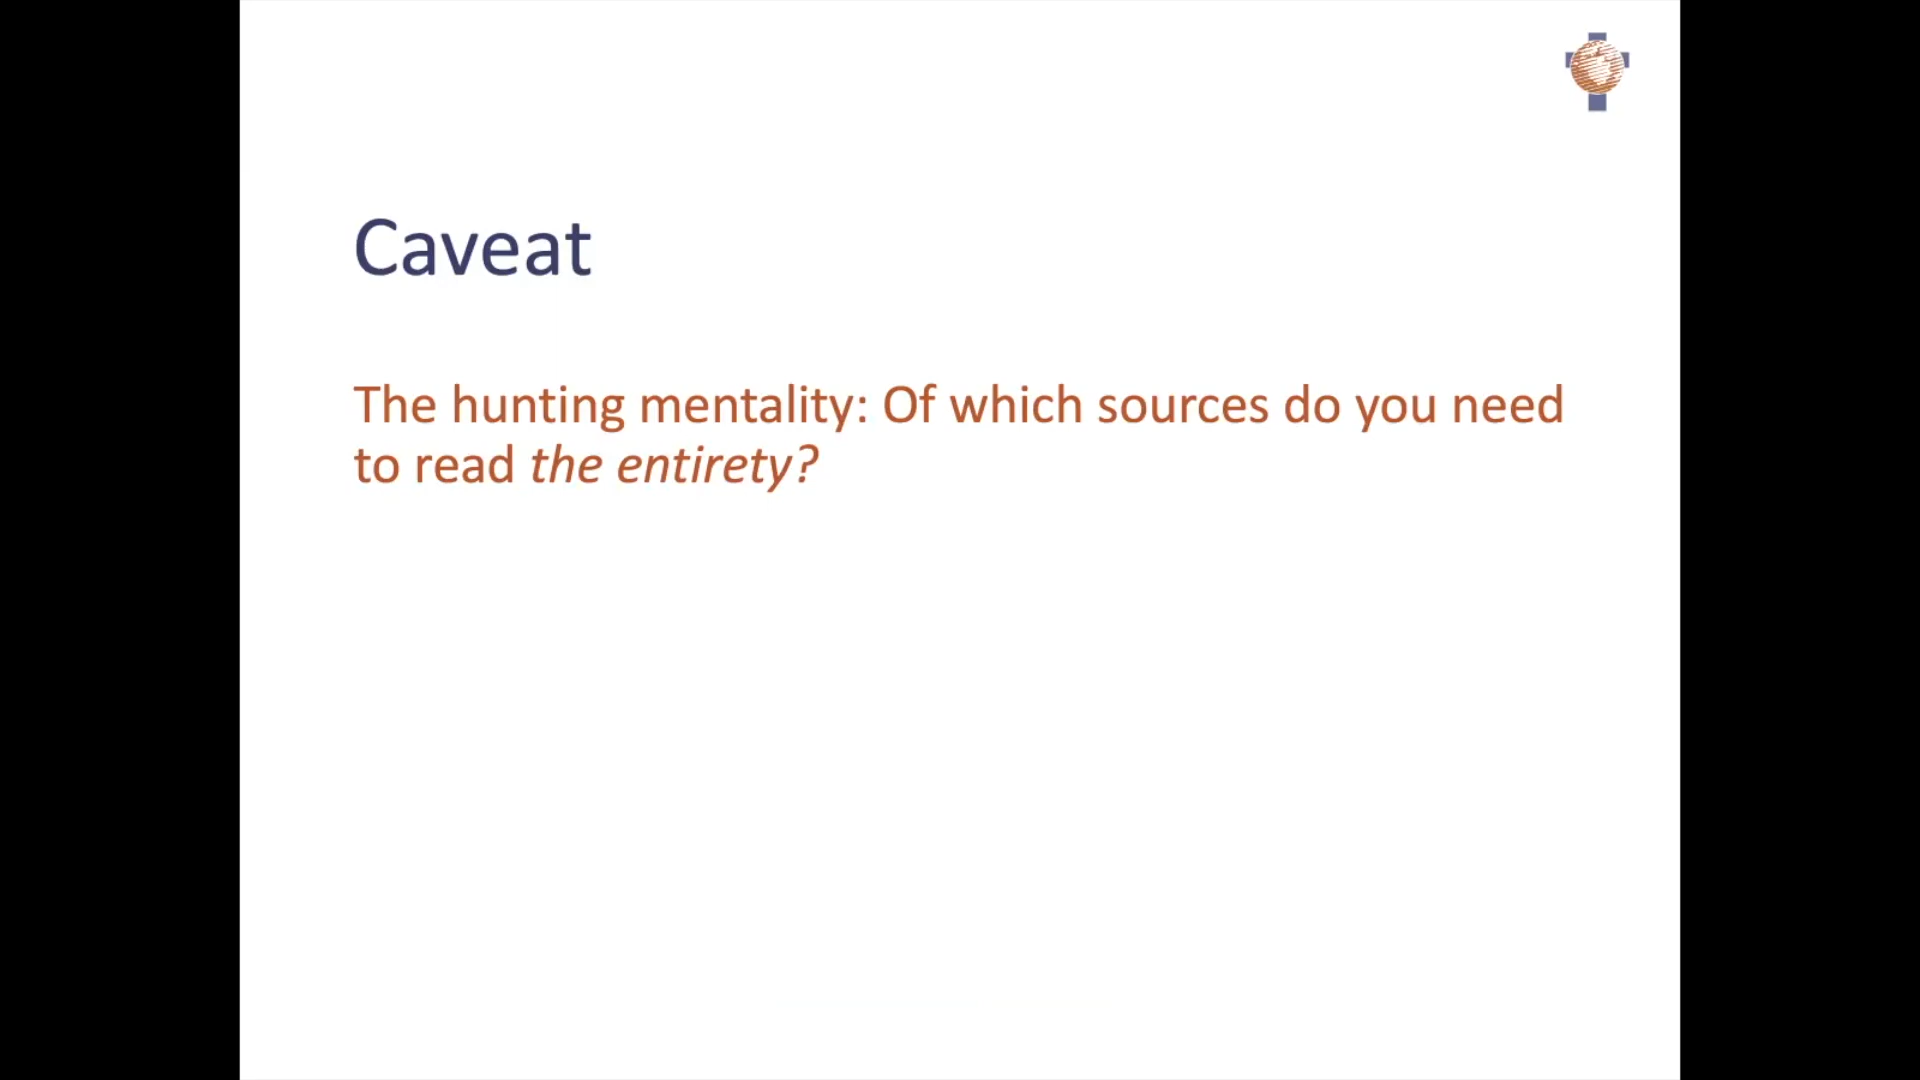 Caveat
The hunting mentality: Of which sources do you need
to read the entirety?